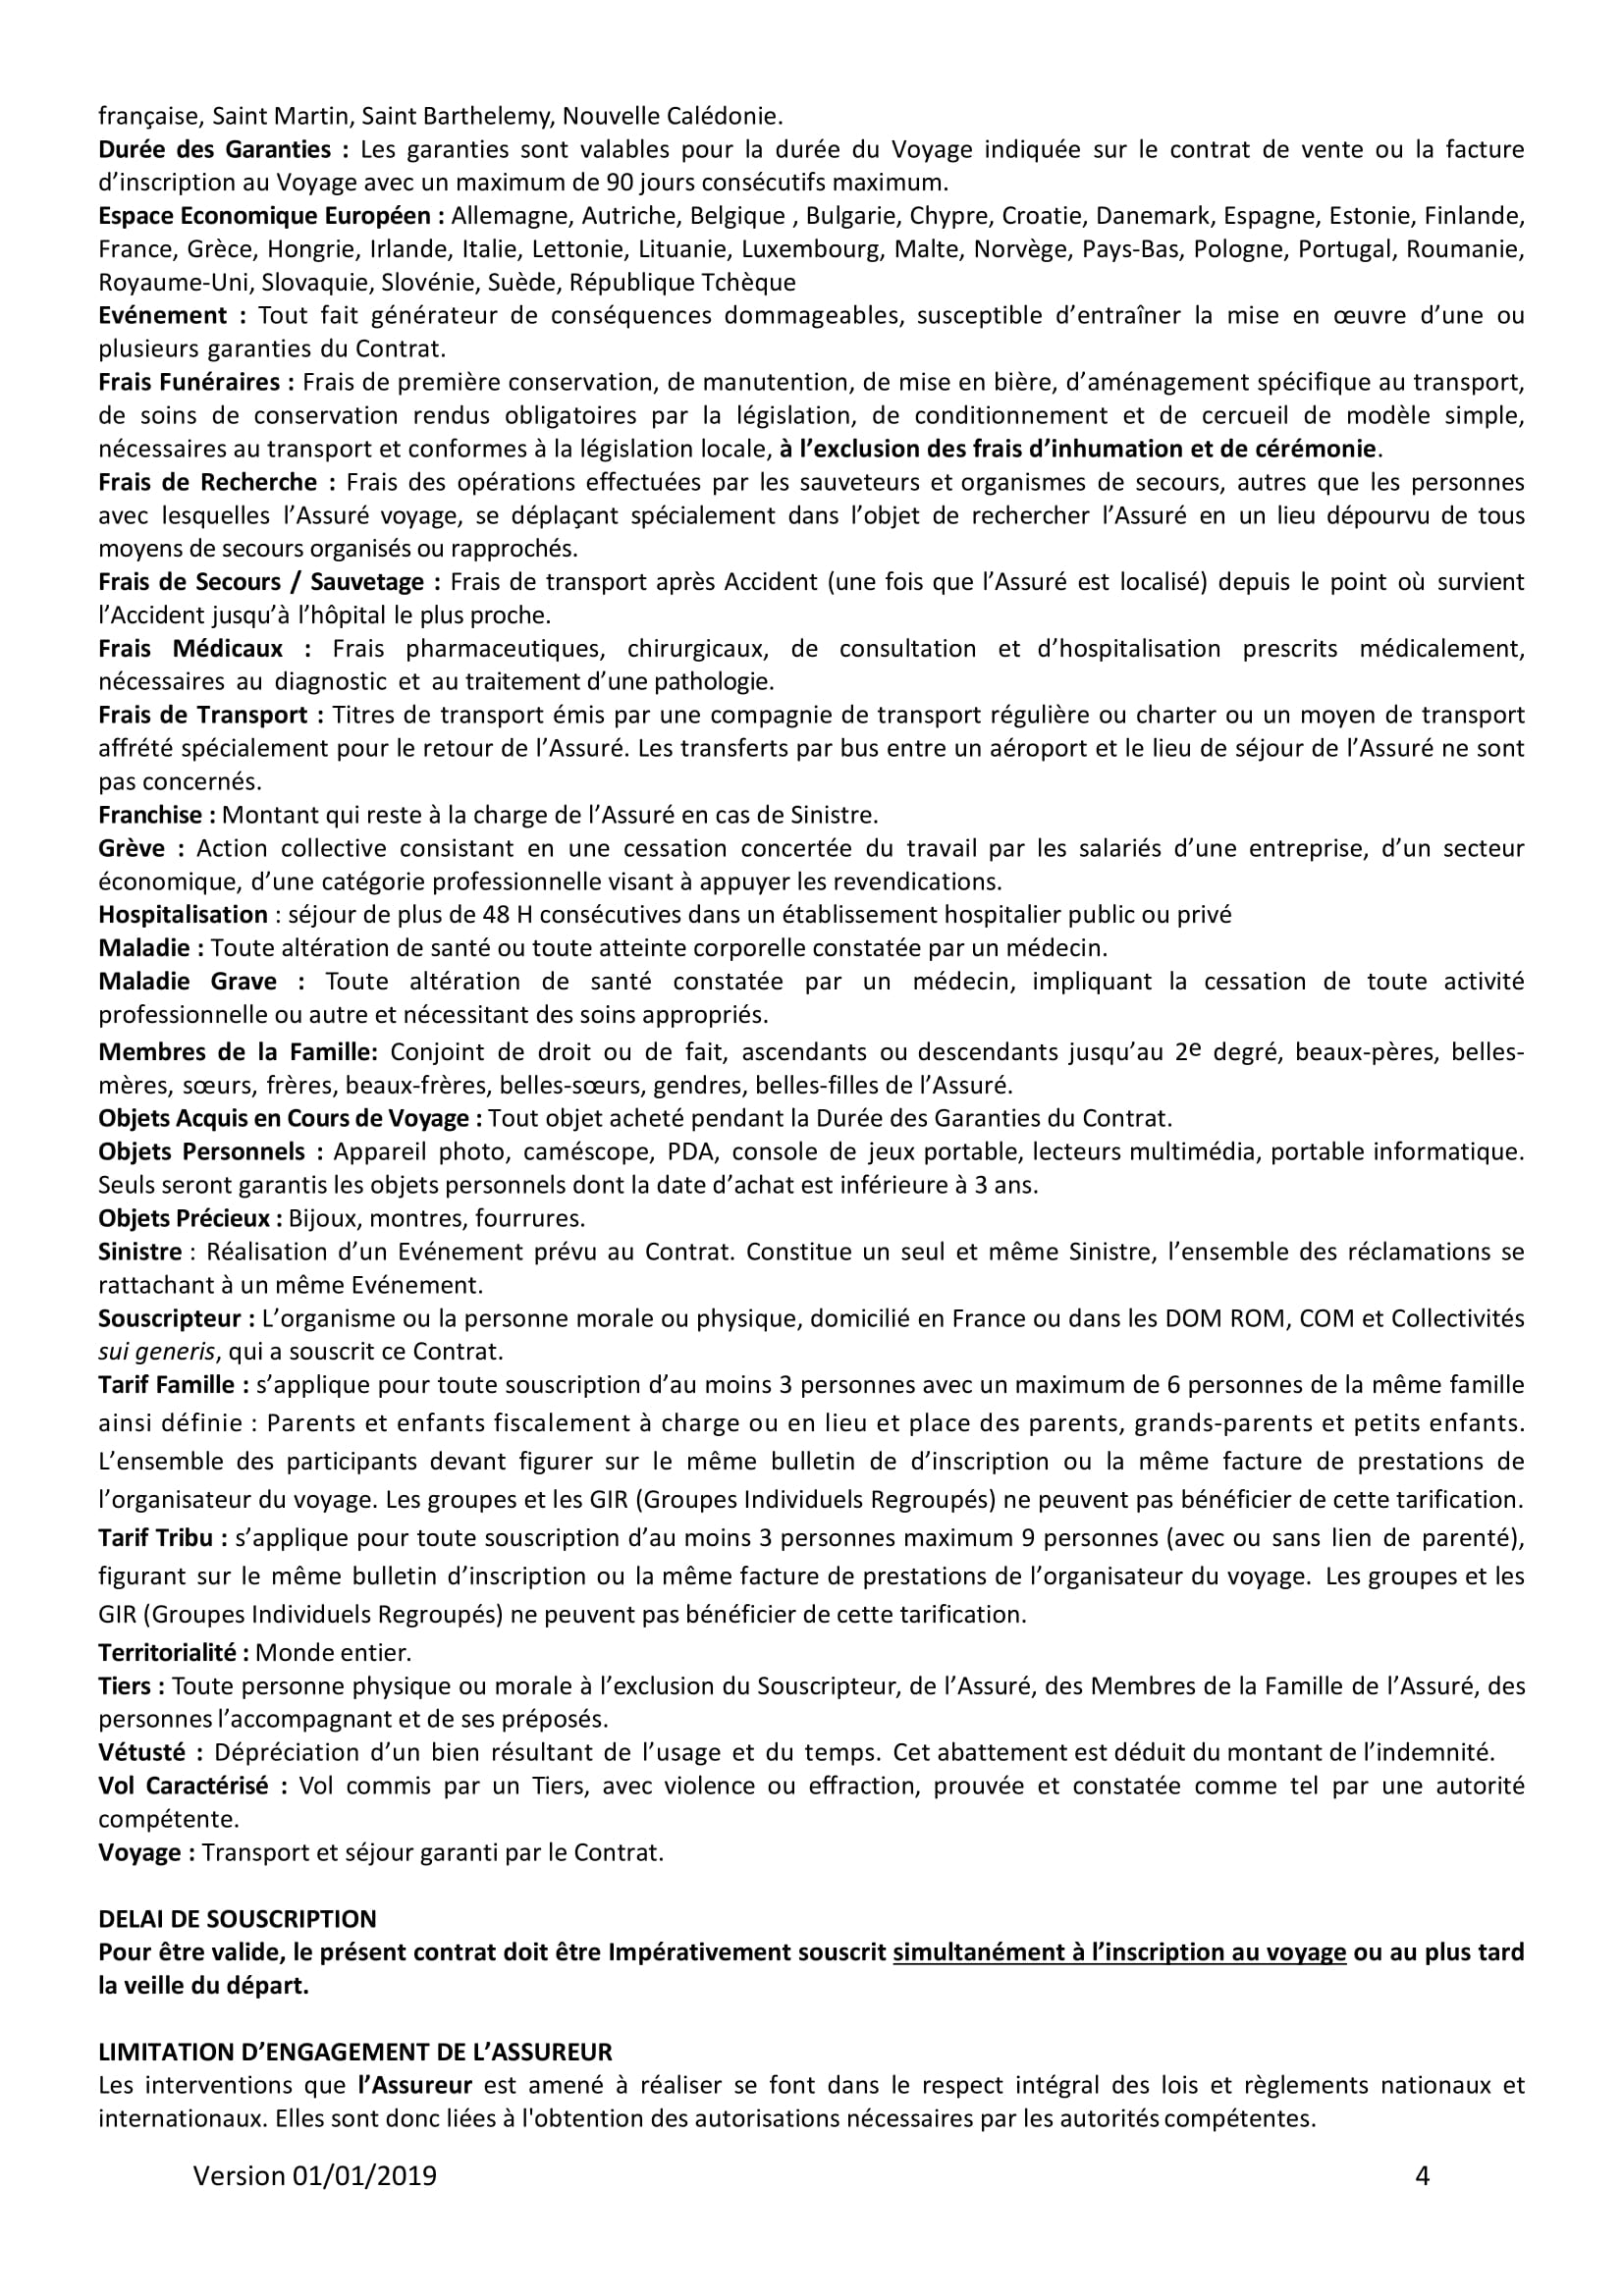 française, Saint Martin, Saint Barthelemy, Nouvelle Calédonie.
Durée des Garanties : Les garanties sont valables pour la durée du Voyage indiquée sur le contrat de vente ou la facture
d’inscription au Voyage avec un maximum de 90 jours consécutifs maximum.
Espace Economique Européen : Allemagne, Autriche, Belgique , Bulgarie, Chypre, Croatie, Danemark, Espagne, Estonie, Finlande,
France, Grèce, Hongrie, Irlande, Italie, Lettonie, Lituanie, Luxembourg, Malte, Norvège, Pays-Bas, Pologne, Portugal, Roumanie,
Royaume-Uni, Slovaquie, Slovénie, Suède, République Tchèque
Evénement : Tout fait générateur de conséquences dommageables, susceptible d’entraîner la mise en œuvre d’une ou
plusieurs garanties du Contrat.
Frais Funéraires : Frais de première conservation, de manutention, de mise en bière, d’aménagement spécifique au transport,
de soins de conservation rendus obligatoires par la législation, de conditionnement et de cercueil de modèle simple,
nécessaires au transport et conformes à la législation locale, à l’exclusion des frais d’inhumation et de cérémonie.
Frais de Recherche : Frais des opérations effectuées par les sauveteurs et organismes de secours, autres que les personnes
avec lesquelles l’Assuré voyage, se déplaçant spécialement dans l’objet de rechercher l’Assuré en un lieu dépourvu de tous
moyens de secours organisés ou rapprochés.
Frais de Secours / Sauvetage : Frais de transport après Accident (une fois que l’Assuré est localisé) depuis le point où survient
l’Accident jusqu’à l’hôpital le plus proche.
Frais Médicaux : Frais pharmaceutiques, chirurgicaux, de consultation et d’hospitalisation prescrits médicalement,
nécessaires au diagnostic et au traitement d’une pathologie.
Frais de Transport : Titres de transport émis par une compagnie de transport régulière ou charter ou un moyen de transport
affrété spécialement pour le retour de l’Assuré. Les transferts par bus entre un aéroport et le lieu de séjour de l’Assuré ne sont
pas concernés.
Franchise : Montant qui reste à la charge de l’Assuré en cas de Sinistre.
Grève : Action collective consistant en une cessation concertée du travail par les salariés d’une entreprise, d’un secteur
économique, d’une catégorie professionnelle visant à appuyer les revendications.
Hospitalisation : séjour de plus de 48 H consécutives dans un établissement hospitalier public ou privé
Maladie : Toute altération de santé ou toute atteinte corporelle constatée par un médecin.
Maladie Grave : Toute altération de santé constatée par un médecin, impliquant la cessation de toute activité
professionnelle ou autre et nécessitant des soins appropriés.
Membres de la Famille: Conjoint de droit ou de fait, ascendants ou descendants jusqu’au 2e degré, beaux-pères, belles-
mères, sœurs, frères, beaux-frères, belles-sœurs, gendres, belles-filles de l’Assuré.
Objets Acquis en Cours de Voyage : Tout objet acheté pendant la Durée des Garanties du Contrat.
Objets Personnels : Appareil photo, caméscope, PDA, console de jeux portable, lecteurs multimédia, portable informatique.
Seuls seront garantis les objets personnels dont la date d’achat est inférieure à 3 ans.
Objets Précieux : Bijoux, montres, fourrures.
Sinistre : Réalisation d’un Evénement prévu au Contrat. Constitue un seul et même Sinistre, l’ensemble des réclamations se
rattachant à un même Evénement.
Souscripteur : L’organisme ou la personne morale ou physique, domicilié en France ou dans les DOM ROM, COM et Collectivités
sui generis, qui a souscrit ce Contrat.
Tarif Famille : s’applique pour toute souscription d’au moins 3 personnes avec un maximum de 6 personnes de la même famille
ainsi définie : Parents et enfants fiscalement à charge ou en lieu et place des parents, grands-parents et petits enfants.
L’ensemble des participants devant figurer sur le même bulletin de d’inscription ou la même facture de prestations de
l’organisateur du voyage. Les groupes et les GIR (Groupes Individuels Regroupés) ne peuvent pas bénéficier de cette tarification.
Tarif Tribu : s’applique pour toute souscription d’au moins 3 personnes maximum 9 personnes (avec ou sans lien de parenté),
figurant sur le même bulletin d’inscription ou la même facture de prestations de l’organisateur du voyage. Les groupes et les
GIR (Groupes Individuels Regroupés) ne peuvent pas bénéficier de cette tarification.
Territorialité : Monde entier.
Tiers : Toute personne physique ou morale à l’exclusion du Souscripteur, de l’Assuré, des Membres de la Famille de l’Assuré, des
personnes l’accompagnant et de ses préposés.
Vétusté : Dépréciation d’un bien résultant de l’usage et du temps. Cet abattement est déduit du montant de l’indemnité.
Vol Caractérisé : Vol commis par un Tiers, avec violence ou effraction, prouvée et constatée comme tel par une autorité
compétente.
Voyage : Transport et séjour garanti par le Contrat.
DELAI DE SOUSCRIPTION
Pour être valide, le présent contrat doit être Impérativement souscrit simultanément à l’inscription au voyage ou au plus tard
la veille du départ.
LIMITATION D’ENGAGEMENT DE L’ASSUREUR
Les interventions que l’Assureur est amené à réaliser se font dans le respect intégral des lois et règlements nationaux et
internationaux. Elles sont donc liées à l'obtention des autorisations nécessaires par les autorités compétentes.
Version 01/01/2019 4